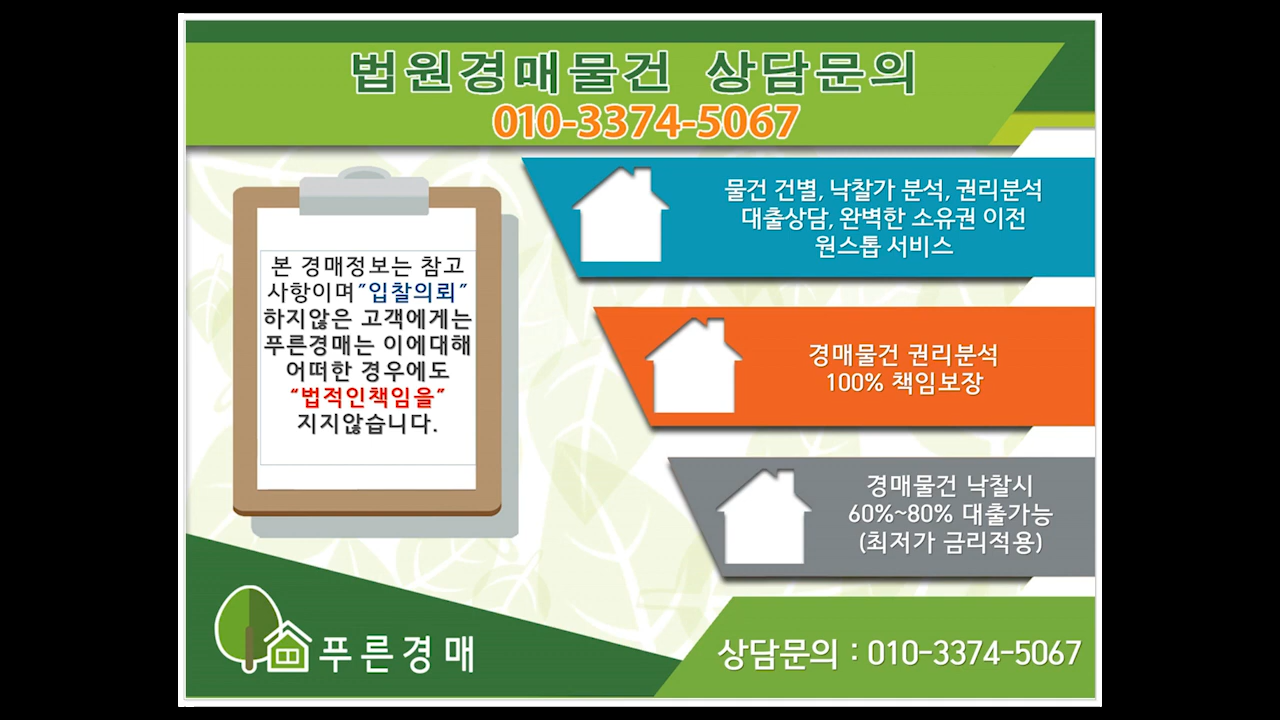 법원경매물건 상담문의
010-3374-5067
물건 건별, 낙찰가 분석, 권리분석
대출상담, 완벽한 소유권 이전
원스톱 서비스
본 경매정보는 참고
사항이며"입찰의뢰"
하지않은 고객에게는
푸른경매는 이에대해
어떠한 경우에도
“법적인책임을”
지지않습니다.
경매물건 권리분석
100% 책임보장
경매물건 낙찰시
60%~80% 대출가능
(최저가 금리적용)
푸른경매
상담문의 : 010-3374-5067